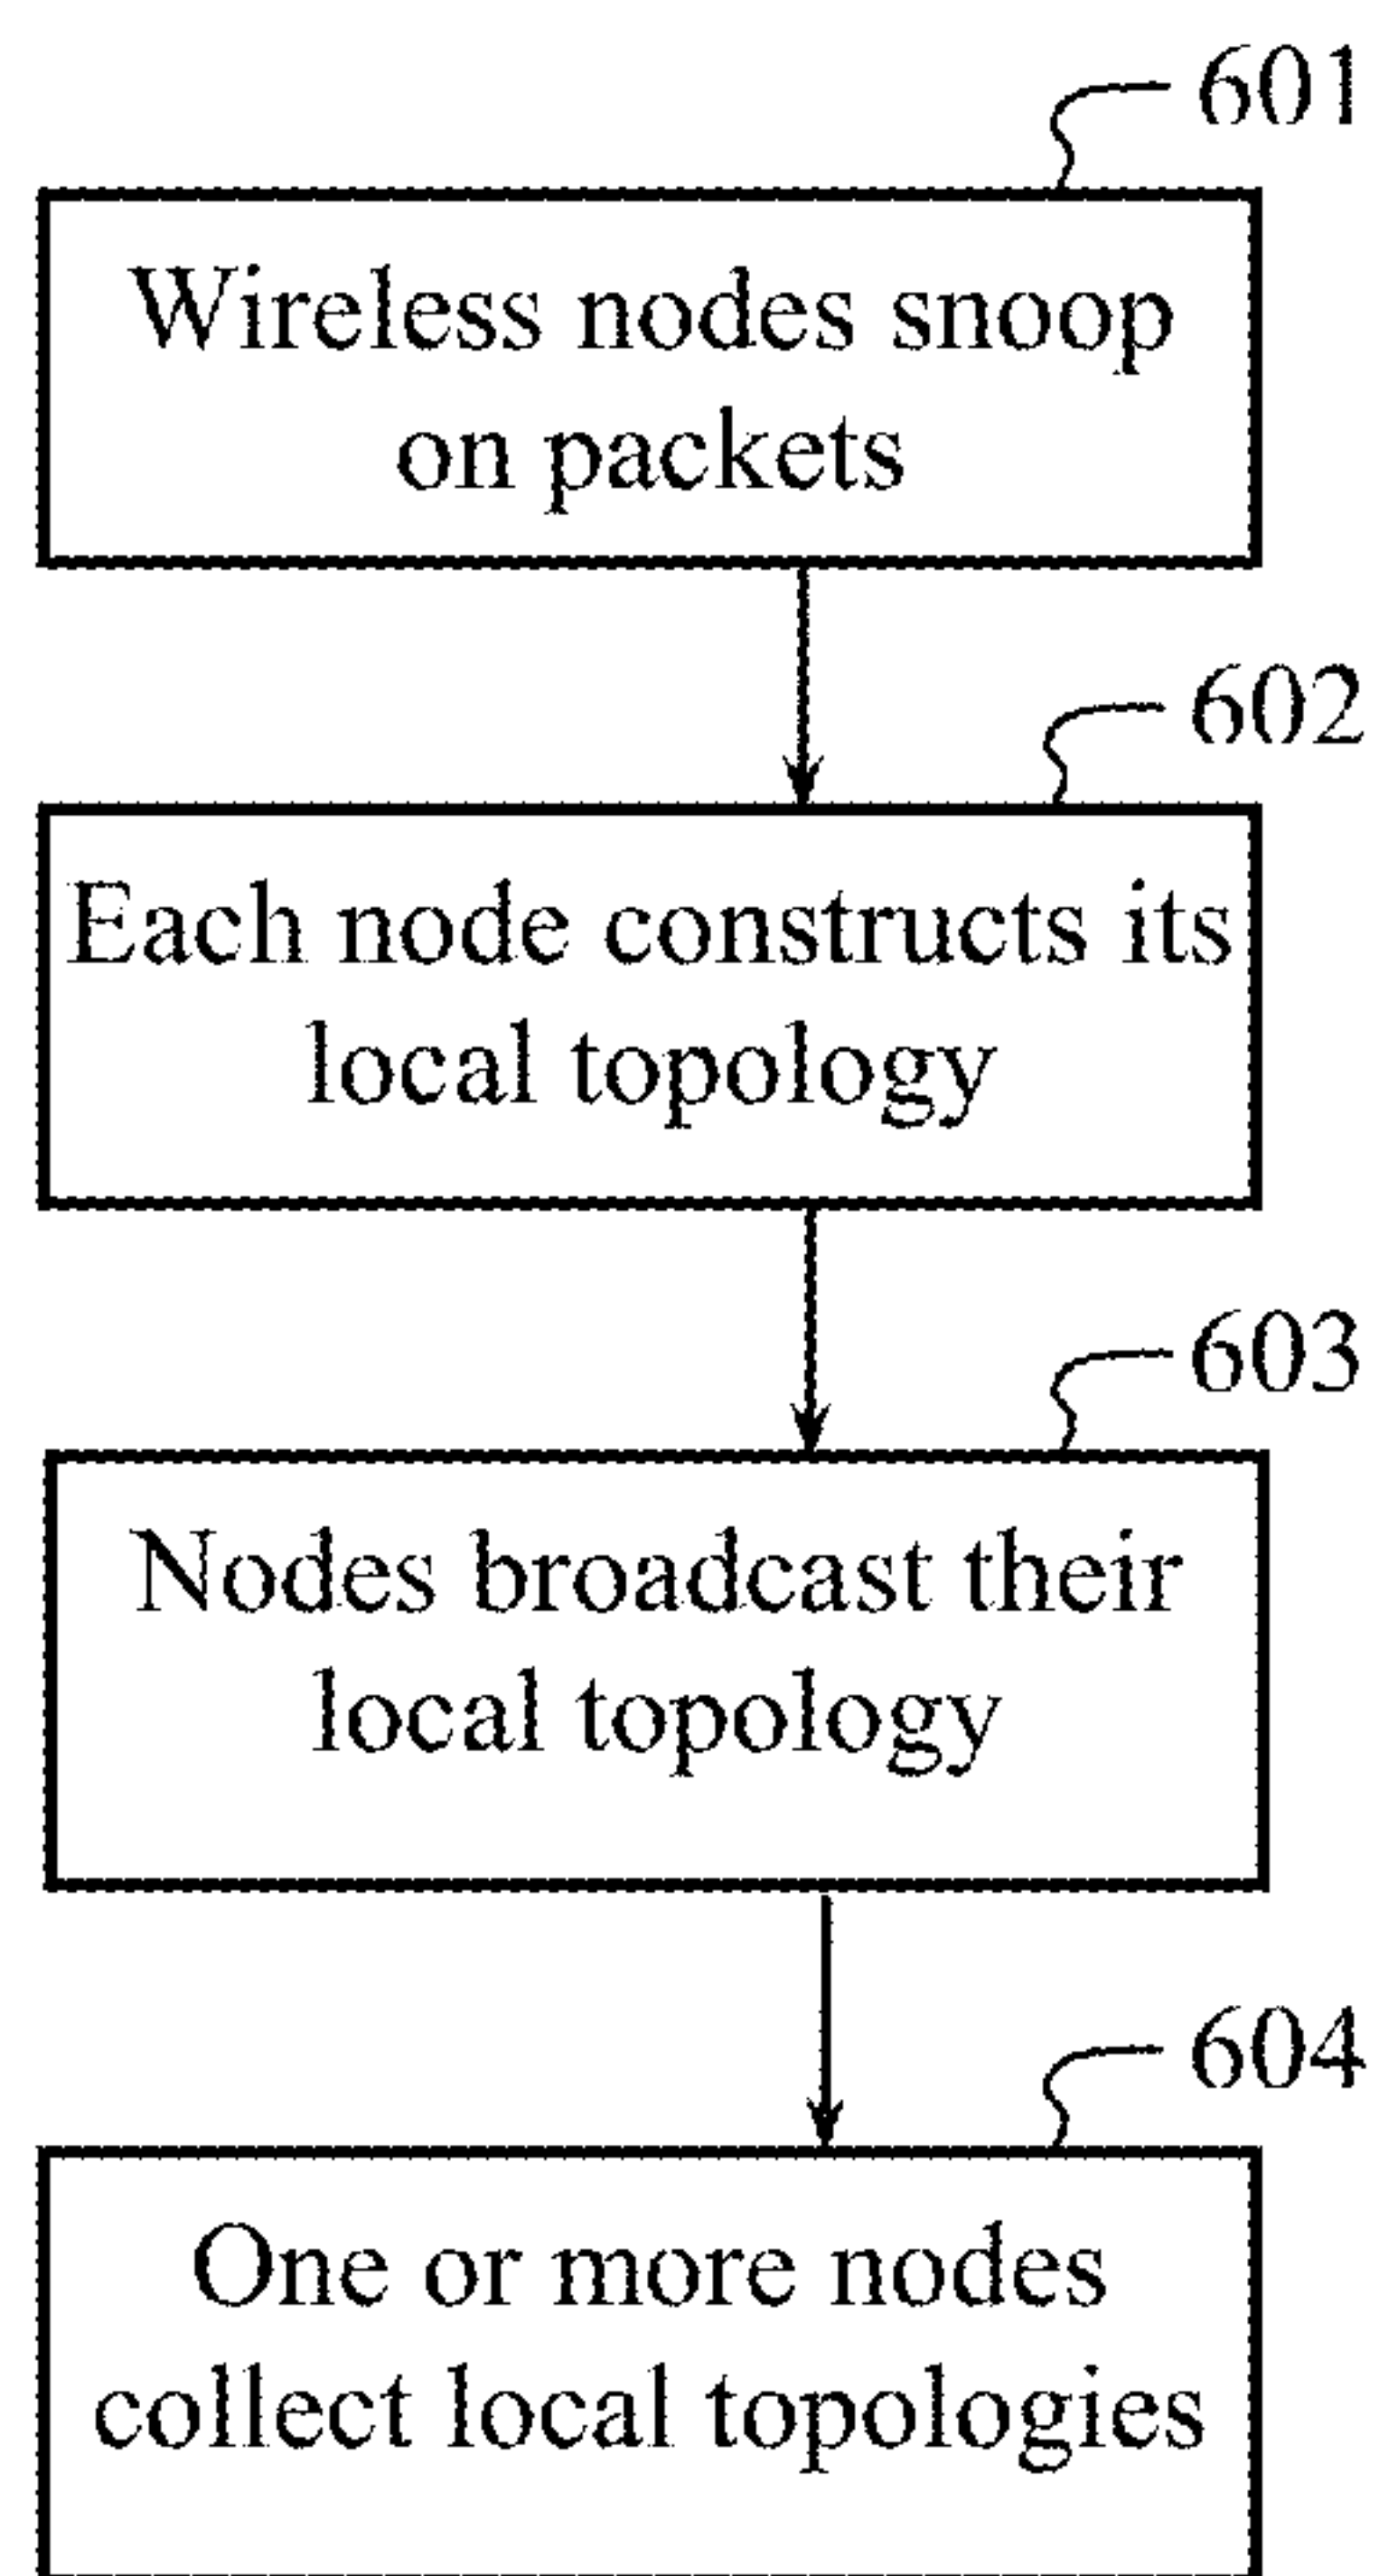 601
Wireless nodes snoop
on packets
602
Each node constructs its
local topology
603
Nodes broadcast their
local topology
604
One or more nodes
collect local topologies